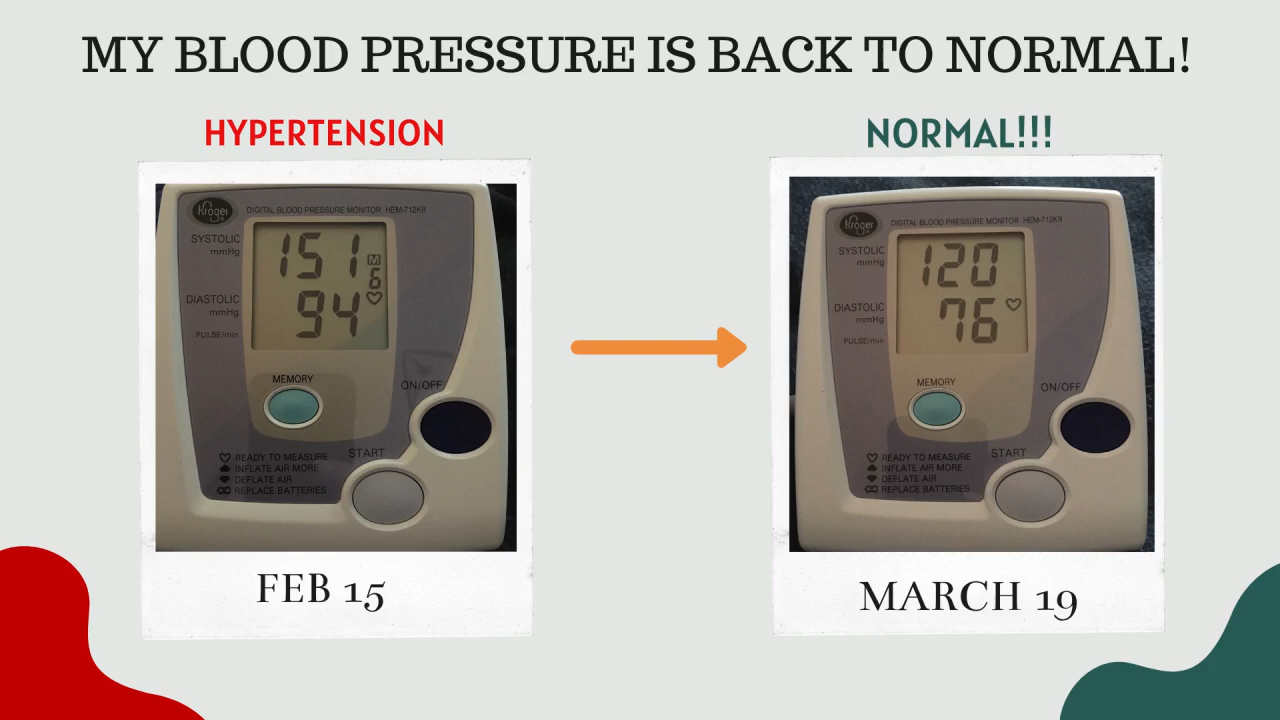 MY BLOOD PRESSURE IS BACK TO NORMAL!
HYPERTENSION
Kroger
DIGITAL BLOOD PRESSURE MONITOR HEM-712KR
SYSTOLIC
mmHg
151
M
6
DIASTOLIC
mmHg
94
PULSE/min
MEMORY
ON/OFF
START
READY TO MEASURE
INFLATE AIR MORE
DEFLATE AIR
REPLACE BATTERIES
FEB 15
NORMAL!!!
Kroger
DIGITAL BLOOD PRESSURE MONITOR HEM-712KR
SYSTOLIC
mmHg
120
DIASTOLIC
mmHg
76
PULSE/min
MEMORY
ON/OFF
START
READY TO MEASURE
INFLATE AIR MORE
DEFLATE AIR
REPLACE BATTERIES
MARCH 19